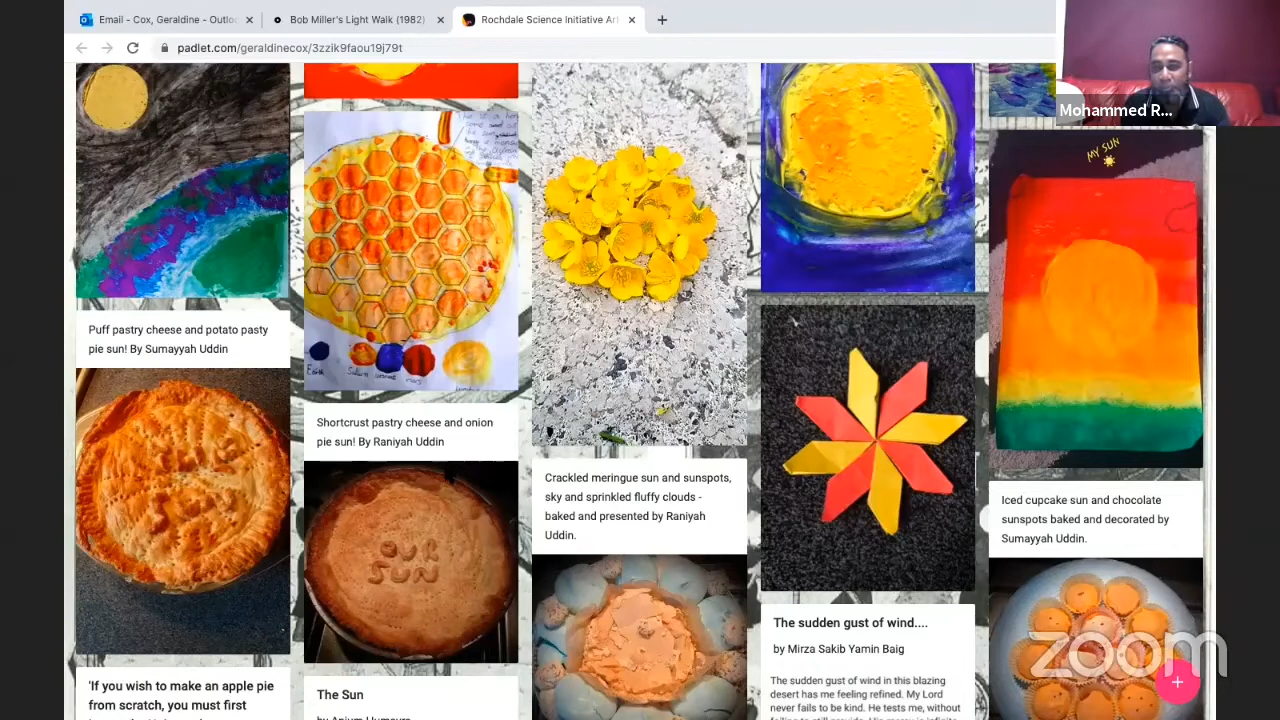 Email - Cox, Geraldine - Outlo
Bob Miller's Light Walk (1982)
Rochdale Science Initiative Art
padlet.com/geraldinecox/3zzik9faou19j79t
Mohammed R...
Puff pastry cheese and potato pasty
pie sun! By Sumayyah Uddin
'If you wish to make an apple pie
from scratch, you must first
Earth
Saturn
mars
Shortcrust pastry cheese and onion
pie sun! By Raniyah Uddin
OUR
SUN
The Sun
Crackled meringue sun and sunspots,
sky and sprinkled fluffy clouds -
baked and presented by Raniyah
Uddin.
The sudden gust of wind....
by Mirza Sakib Yamin Baig
The sudden gust of wind in this blazing
desert has me feeling refined. My Lord
never fails to be kind. He tests me, without
MY SUN
Iced cupcake sun and chocolate
sunspots baked and decorated by
Sumayyah Uddin.
zoom